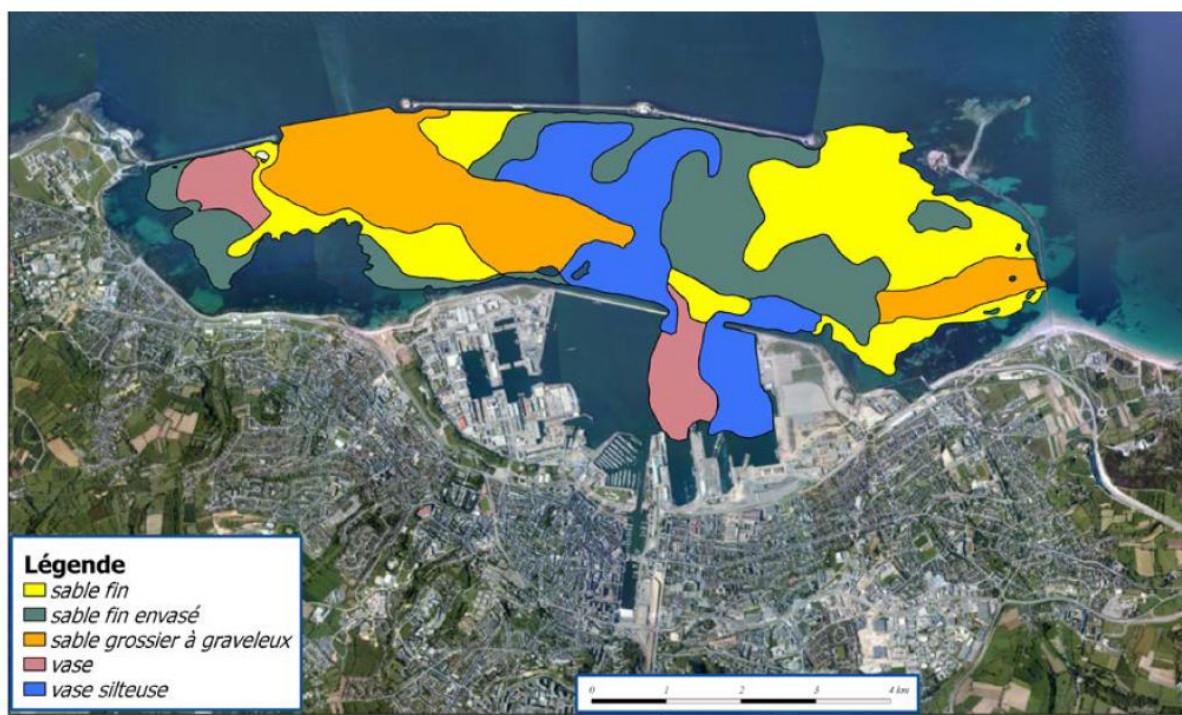 Légende
sable fin
sable fin envasé
sable grossier à graveleux
vase
vase silteuse
0 1 2 3 4 km